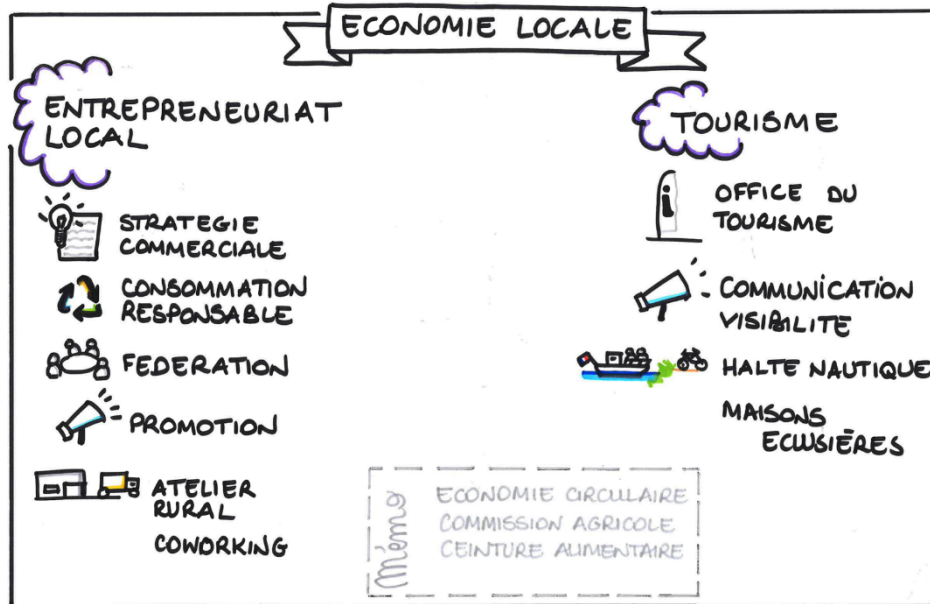 ECONOMIE LOCALE
ENTREPRENEURIAT
LOCAL
STRATEGIE
COMMERCIALE
CONSOMMATION
RESPONSABLE
FEDERATION
PROMOTION
ATELIER
RURAL
COWORKING
TOURISME
i
OFFICE DU
TOURISME
COMMUNICATION
VISIBILITE
HALTE NAUTIQUE
MAISONS
ECLUSIÈRES
Mémo
ECONOMIE CIRCULAIRE
COMMISSION AGRICOLE
CEINTURE ALIMENTAIRE